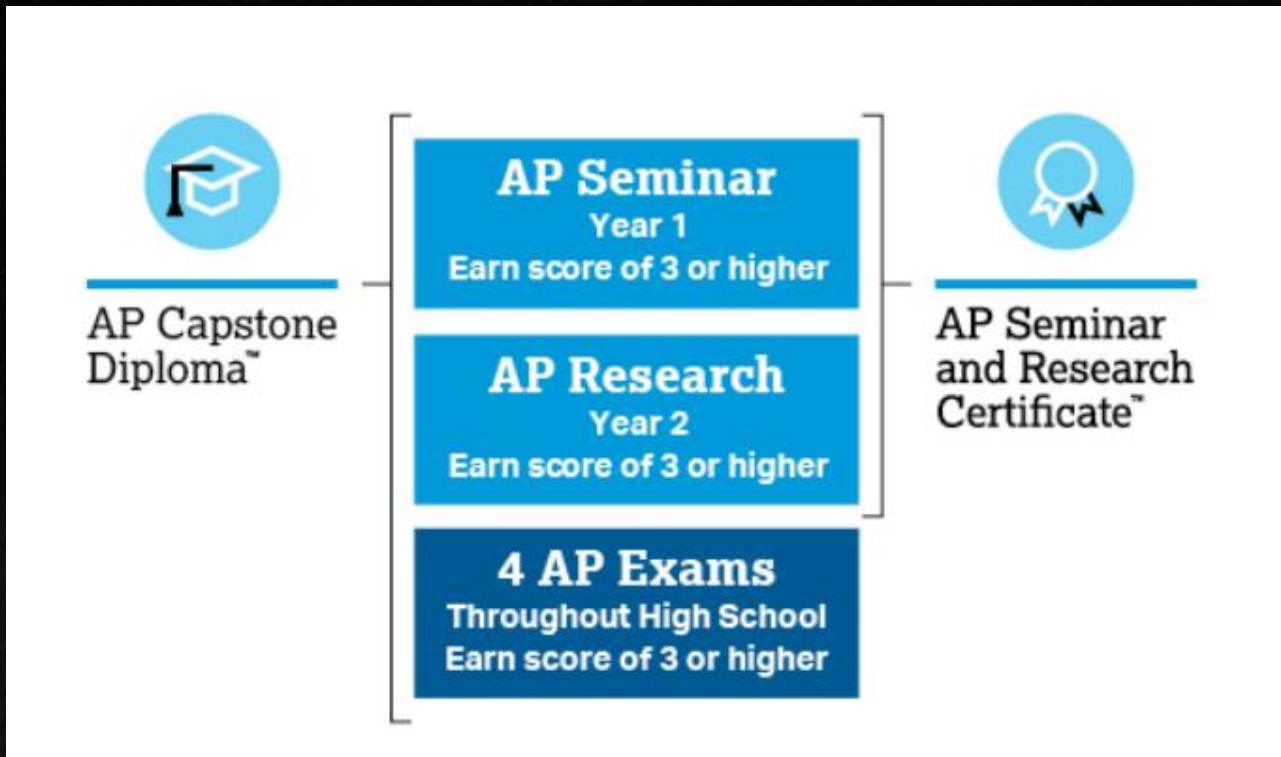 AP Capstone
Diploma™
AP Seminar
Year 1
Earn score of 3 or higher
AP Research
Year 2
Earn score of 3 or higher
4 AP Exams
Throughout High School
Earn score of 3 or higher
AP Seminar
and Research
Certificate™